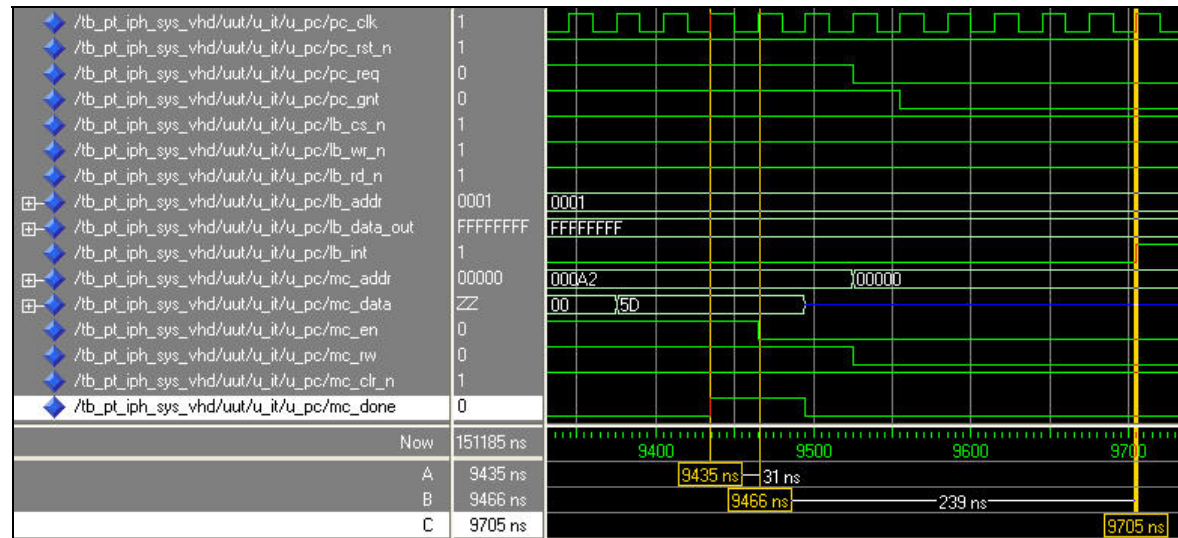 /tb_pt_iph_sys_vhd/uut/u_it/u_pc/pc_clk 1
/tb_pt_iph_sys_vhd/uut/u_it/u_pc/pc_rst_n 1
/tb_pt_iph_sys_vhd/uut/u_it/u_pc/pc_req 0
/tb_pt_iph_sys_vhd/uut/u_it/u_pc/pc_gnt 0
/tb_pt_iph_sys_vhd/uut/u_it/u_pc/lb_cs_n 1
/tb_pt_iph_sys_vhd/uut/u_it/u_pc/lb_wr_n 1
/tb_pt_iph_sys_vhd/uut/u_it/u_pc/lb_rd_n 1
/tb_pt_iph_sys_vhd/uut/u_it/u_pc/lb_addr 0001 0001
/tb_pt_iph_sys_vhd/uut/u_it/u_pc/lb_data_out FFFFFFFF FFFFFFFF
/tb_pt_iph_sys_vhd/uut/u_it/u_pc/lb_int 1
/tb_pt_iph_sys_vhd/uut/u_it/u_pc/mc_addr 00000 000A2 00000
/tb_pt_iph_sys_vhd/uut/u_it/u_pc/mc_data ZZ 00 5D
/tb_pt_iph_sys_vhd/uut/u_it/u_pc/mc_en 0
/tb_pt_iph_sys_vhd/uut/u_it/u_pc/mc_rw 0
/tb_pt_iph_sys_vhd/uut/u_it/u_pc/mc_clr_n 1
/tb_pt_iph_sys_vhd/uut/u_it/u_pc/mc_done 0
Now 151185 ns 9400 9500 9600 9700
A 9435 ns 9435 ns 31 ns
B 9466 ns 9466 ns 239 ns
C 9705 ns 9705 ns